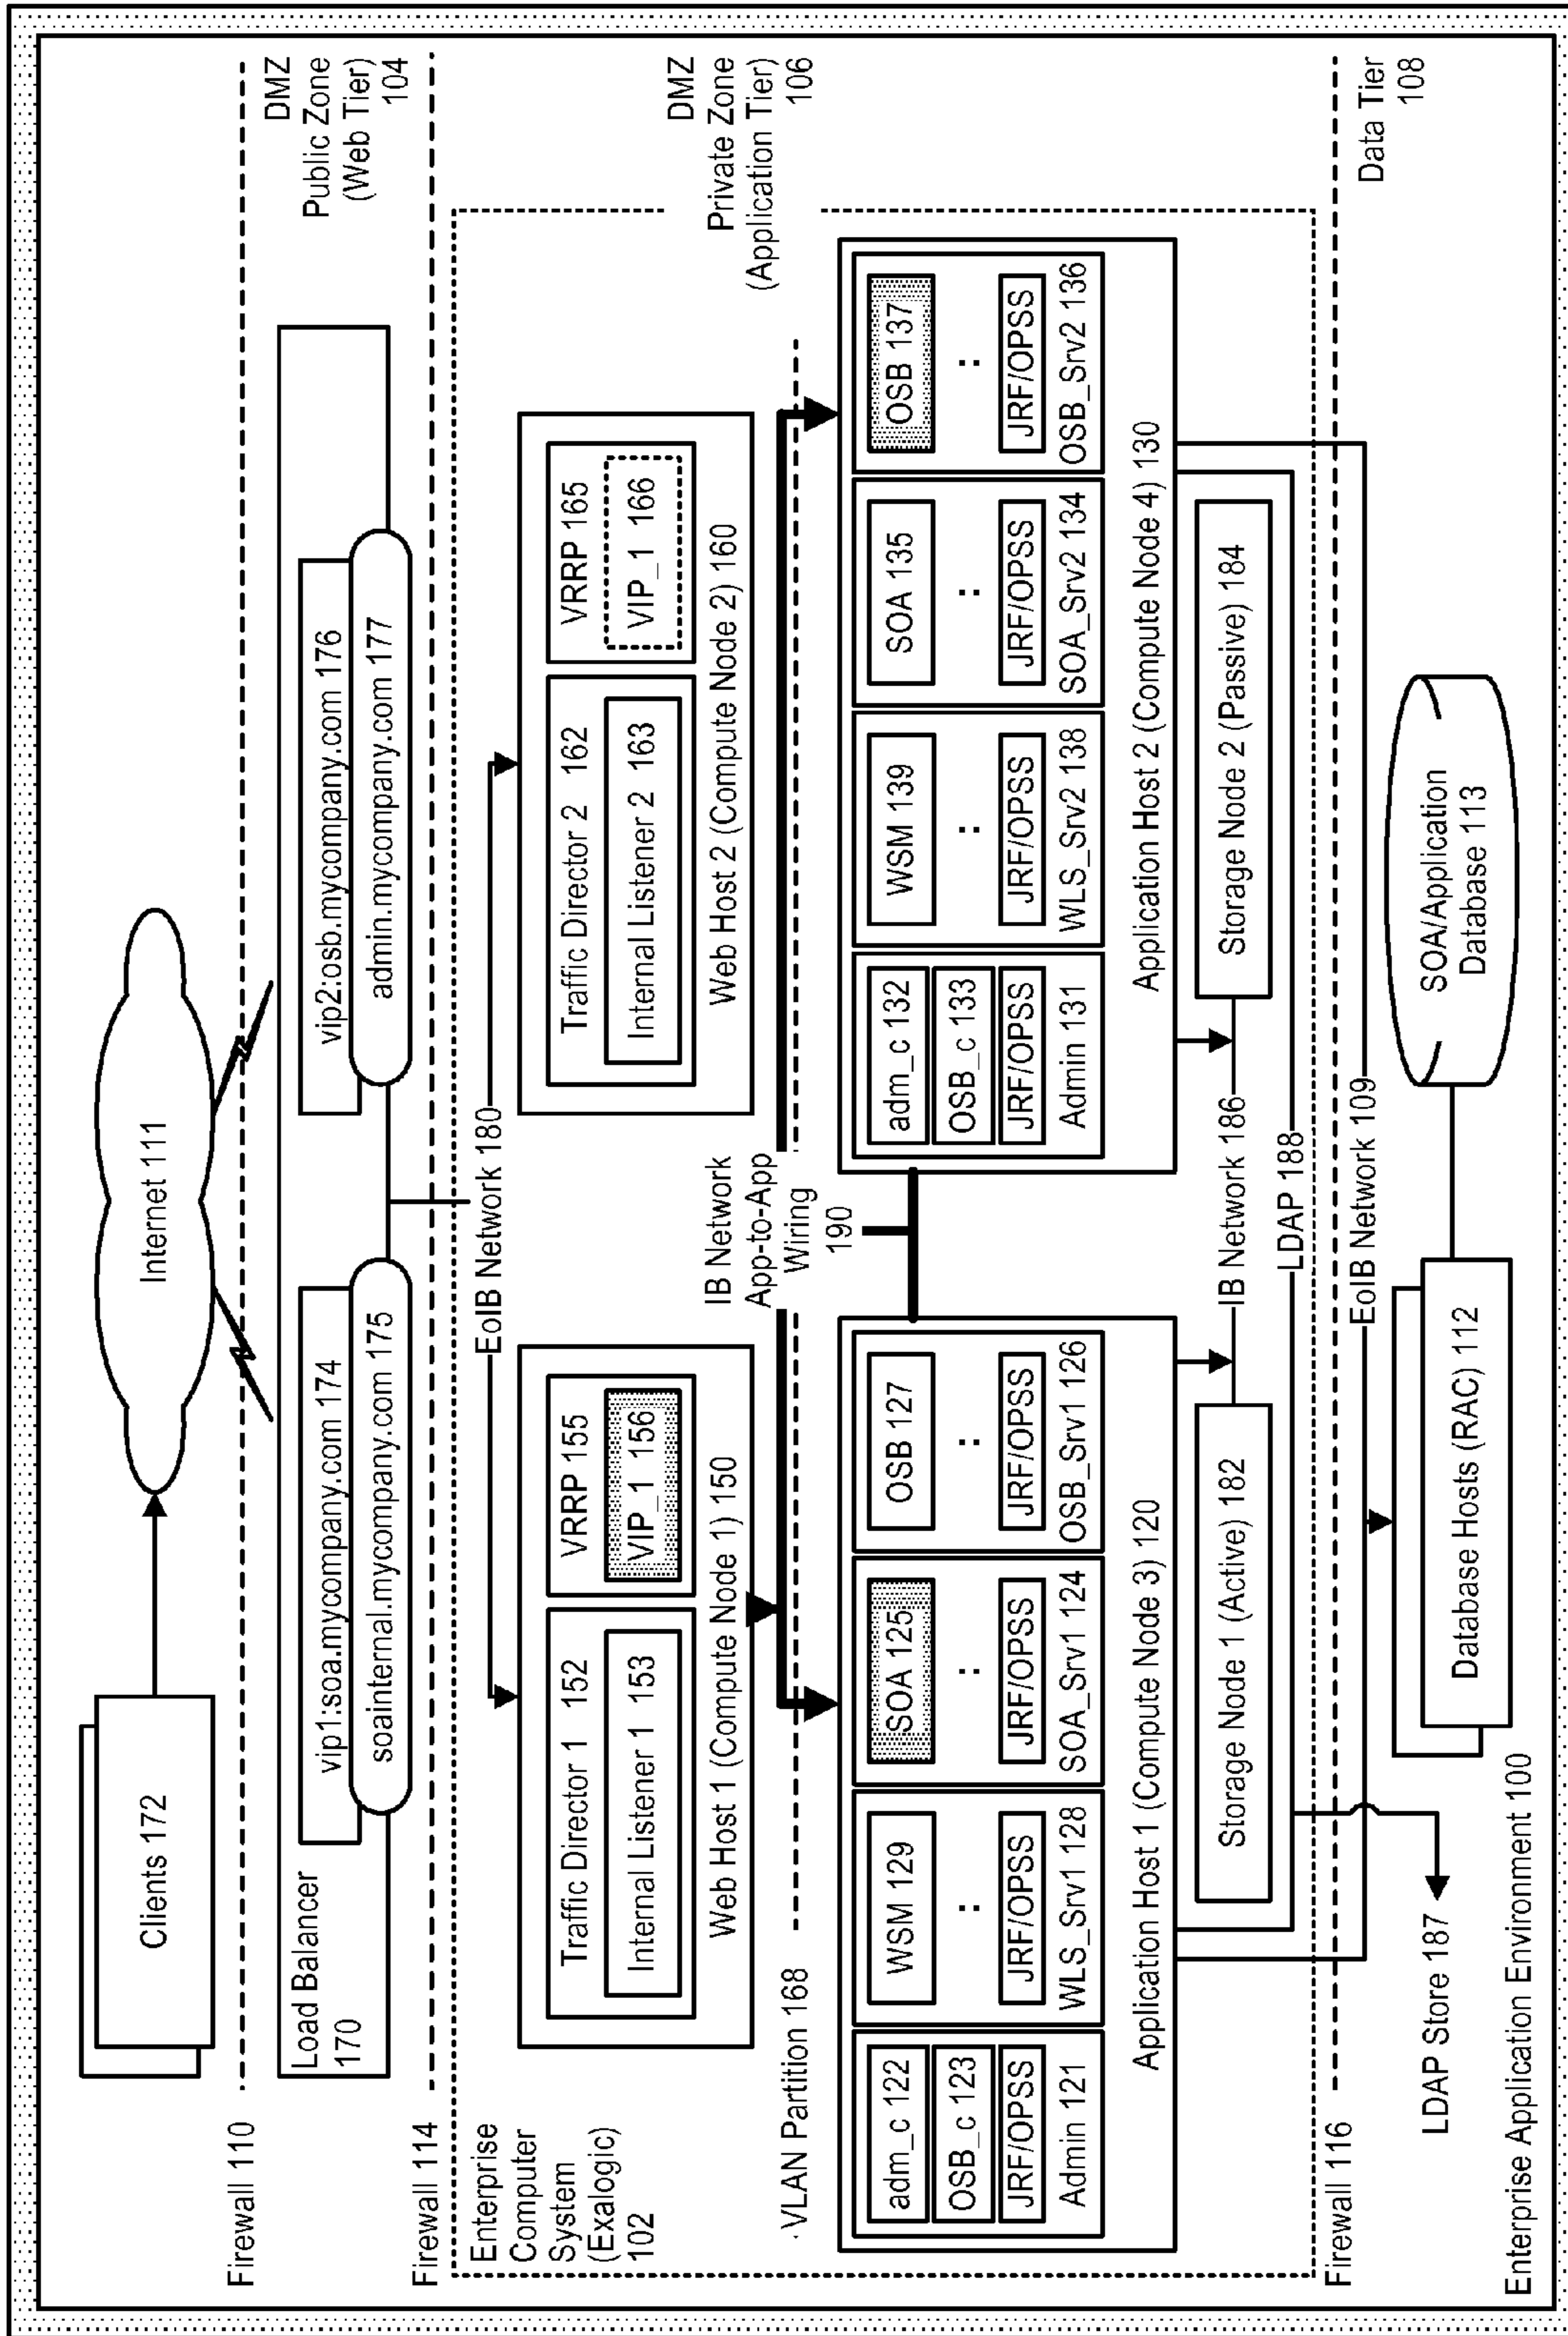 Clients 172
Internet 111
Firewall 110
DMZ
Public Zone
(Web Tier)
104
Load Balancer
170
vip1:soa.mycompany.com 174
soainternal.mycompany.com 175
vip2:osb.mycompany.com 176
admin.mycompany.com 177
Firewall 114
Enterprise
Computer
System
(Exalogic)
102
EoIB Network 180
DMZ
Private Zone
(Application Tier)
106
Traffic Director 1 152
Internal Listener 1 153
VRRP 155
VIP_1 156
Web Host 1 (Compute Node 1) 150
Traffic Director 2 162
Internal Listener 2 163
VRRP 165
VIP_1 166
Web Host 2 (Compute Node 2) 160
VLAN Partition 168
IB Network
App-to-App
Wiring
190
adm_c 122
OSB_c 123
JRF/OPSS
Admin 121
WSM 129
:
JRF/OPSS
WLS_Srv1 128
SOA 125
:
JRF/OPSS
SOA_Srv1 124
OSB 127
:
JRF/OPSS
OSB_Srv1 126
Application Host 1 (Compute Node 3) 120
adm_c 132
OSB_c 133
JRF/OPSS
Admin 131
WSM 139
:
JRF/OPSS
WLS_Srv2 138
SOA 135
:
JRF/OPSS
SOA_Srv2 134
OSB 137
:
JRF/OPSS
OSB_Srv2 136
Application Host 2 (Compute Node 4) 130
Storage Node 1 (Active) 182
IB Network 186
Storage Node 2 (Passive) 184
LDAP 188
Firewall 116
Data Tier
108
EoIB Network 109
LDAP Store 187
Database Hosts (RAC) 112
SOA/Application
Database 113
Enterprise Application Environment 100